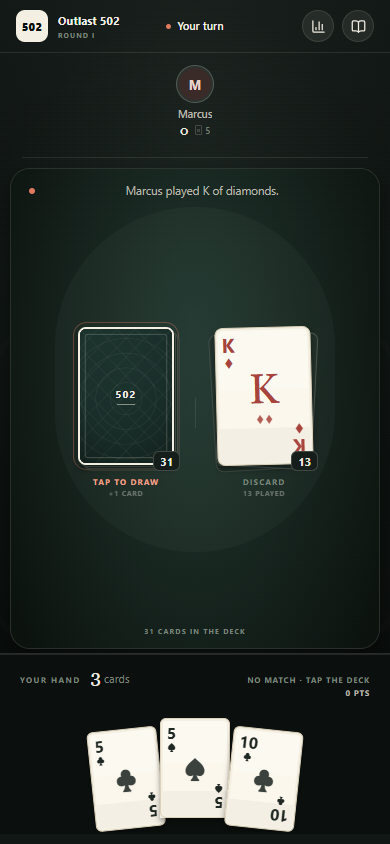 502
Outlast 502
ROUND I
Your turn
M
Marcus
0 5
Marcus played K of diamonds.
502
31
K
K
K
13
TAP TO DRAW
+1 CARD
DISCARD
13 PLAYED
31 CARDS IN THE DECK
YOUR HAND 3 cards
NO MATCH · TAP THE DECK
0 PTS
5
5
5
5
10
10